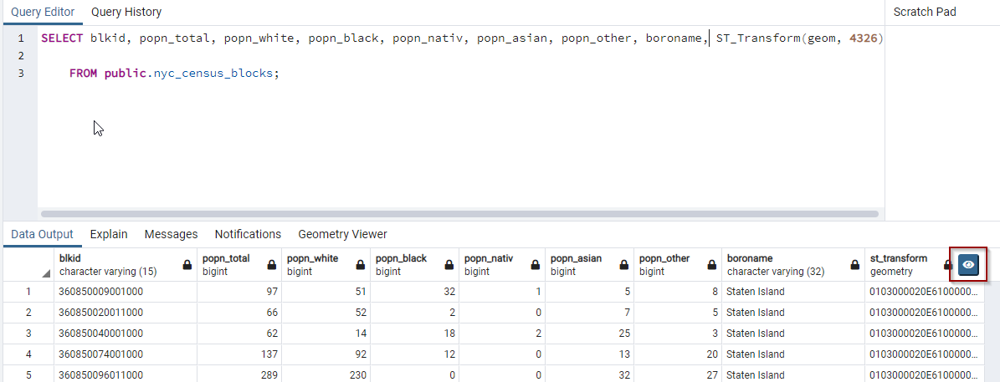 Query Editor Query History Scratch Pad
1 SELECT blkid, popn_total, popn_white, popn_black, popn_nativ, popn_asian, popn_other, boroname, ST_Transform(geom, 4326)
2
3 FROM public.nyc_census_blocks;
Data Output Explain Messages Notifications Geometry Viewer
blkid popn_total popn_white popn_black popn_nativ popn_asian popn_other boroname st_transform
character varying (15) bigint bigint bigint bigint bigint bigint character varying (32) geometry
1 360850009001000 97 51 32 1 5 8 Staten Island 0103000020E6100000...
2 360850020011000 66 52 2 0 7 5 Staten Island 0103000020E6100000...
3 360850040001000 62 14 18 2 25 3 Staten Island 0103000020E6100000...
4 360850074001000 137 92 12 0 13 20 Staten Island 0103000020E6100000...
5 360850096011000 289 230 0 0 32 27 Staten Island 0103000020E6100000...